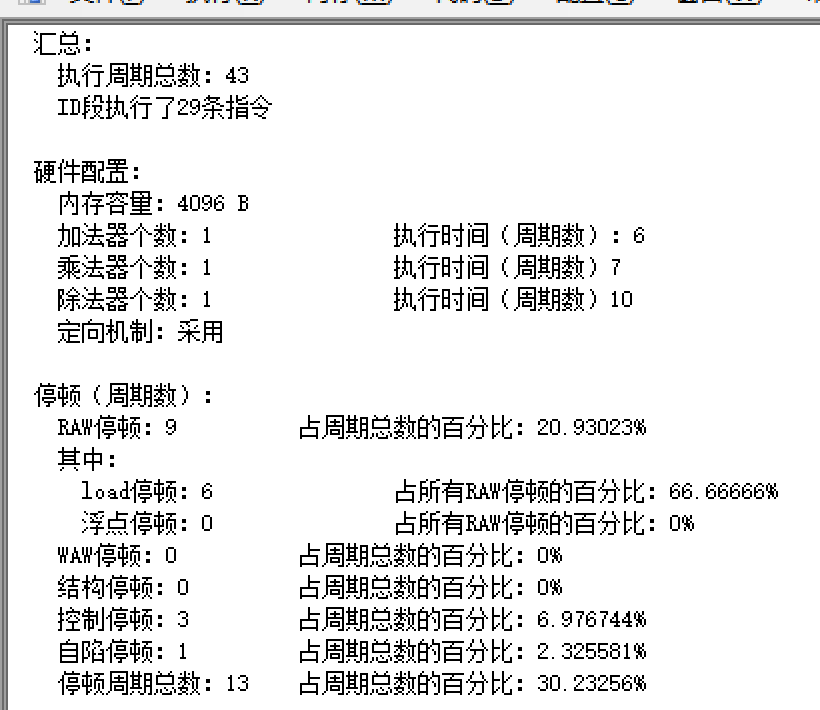 汇总:
执行周期总数: 43
ID段执行了29条指令
硬件配置:
内存容量: 4096 B
加法器个数: 1 执行时间（周期数）: 6
乘法器个数: 1 执行时间（周期数）7
除法器个数: 1 执行时间（周期数）10
定向机制: 采用
停顿（周期数）:
RAW停顿: 9 占周期总数的百分比: 20.93023%
其中:
load停顿: 6 占所有RAW停顿的百分比: 66.66666%
浮点停顿: 0 占所有RAW停顿的百分比: 0%
WAW停顿: 0 占周期总数的百分比: 0%
结构停顿: 0 占周期总数的百分比: 0%
控制停顿: 3 占周期总数的百分比: 6.976744%
自陷停顿: 1 占周期总数的百分比: 2.325581%
停顿周期总数: 13 占周期总数的百分比: 30.23256%